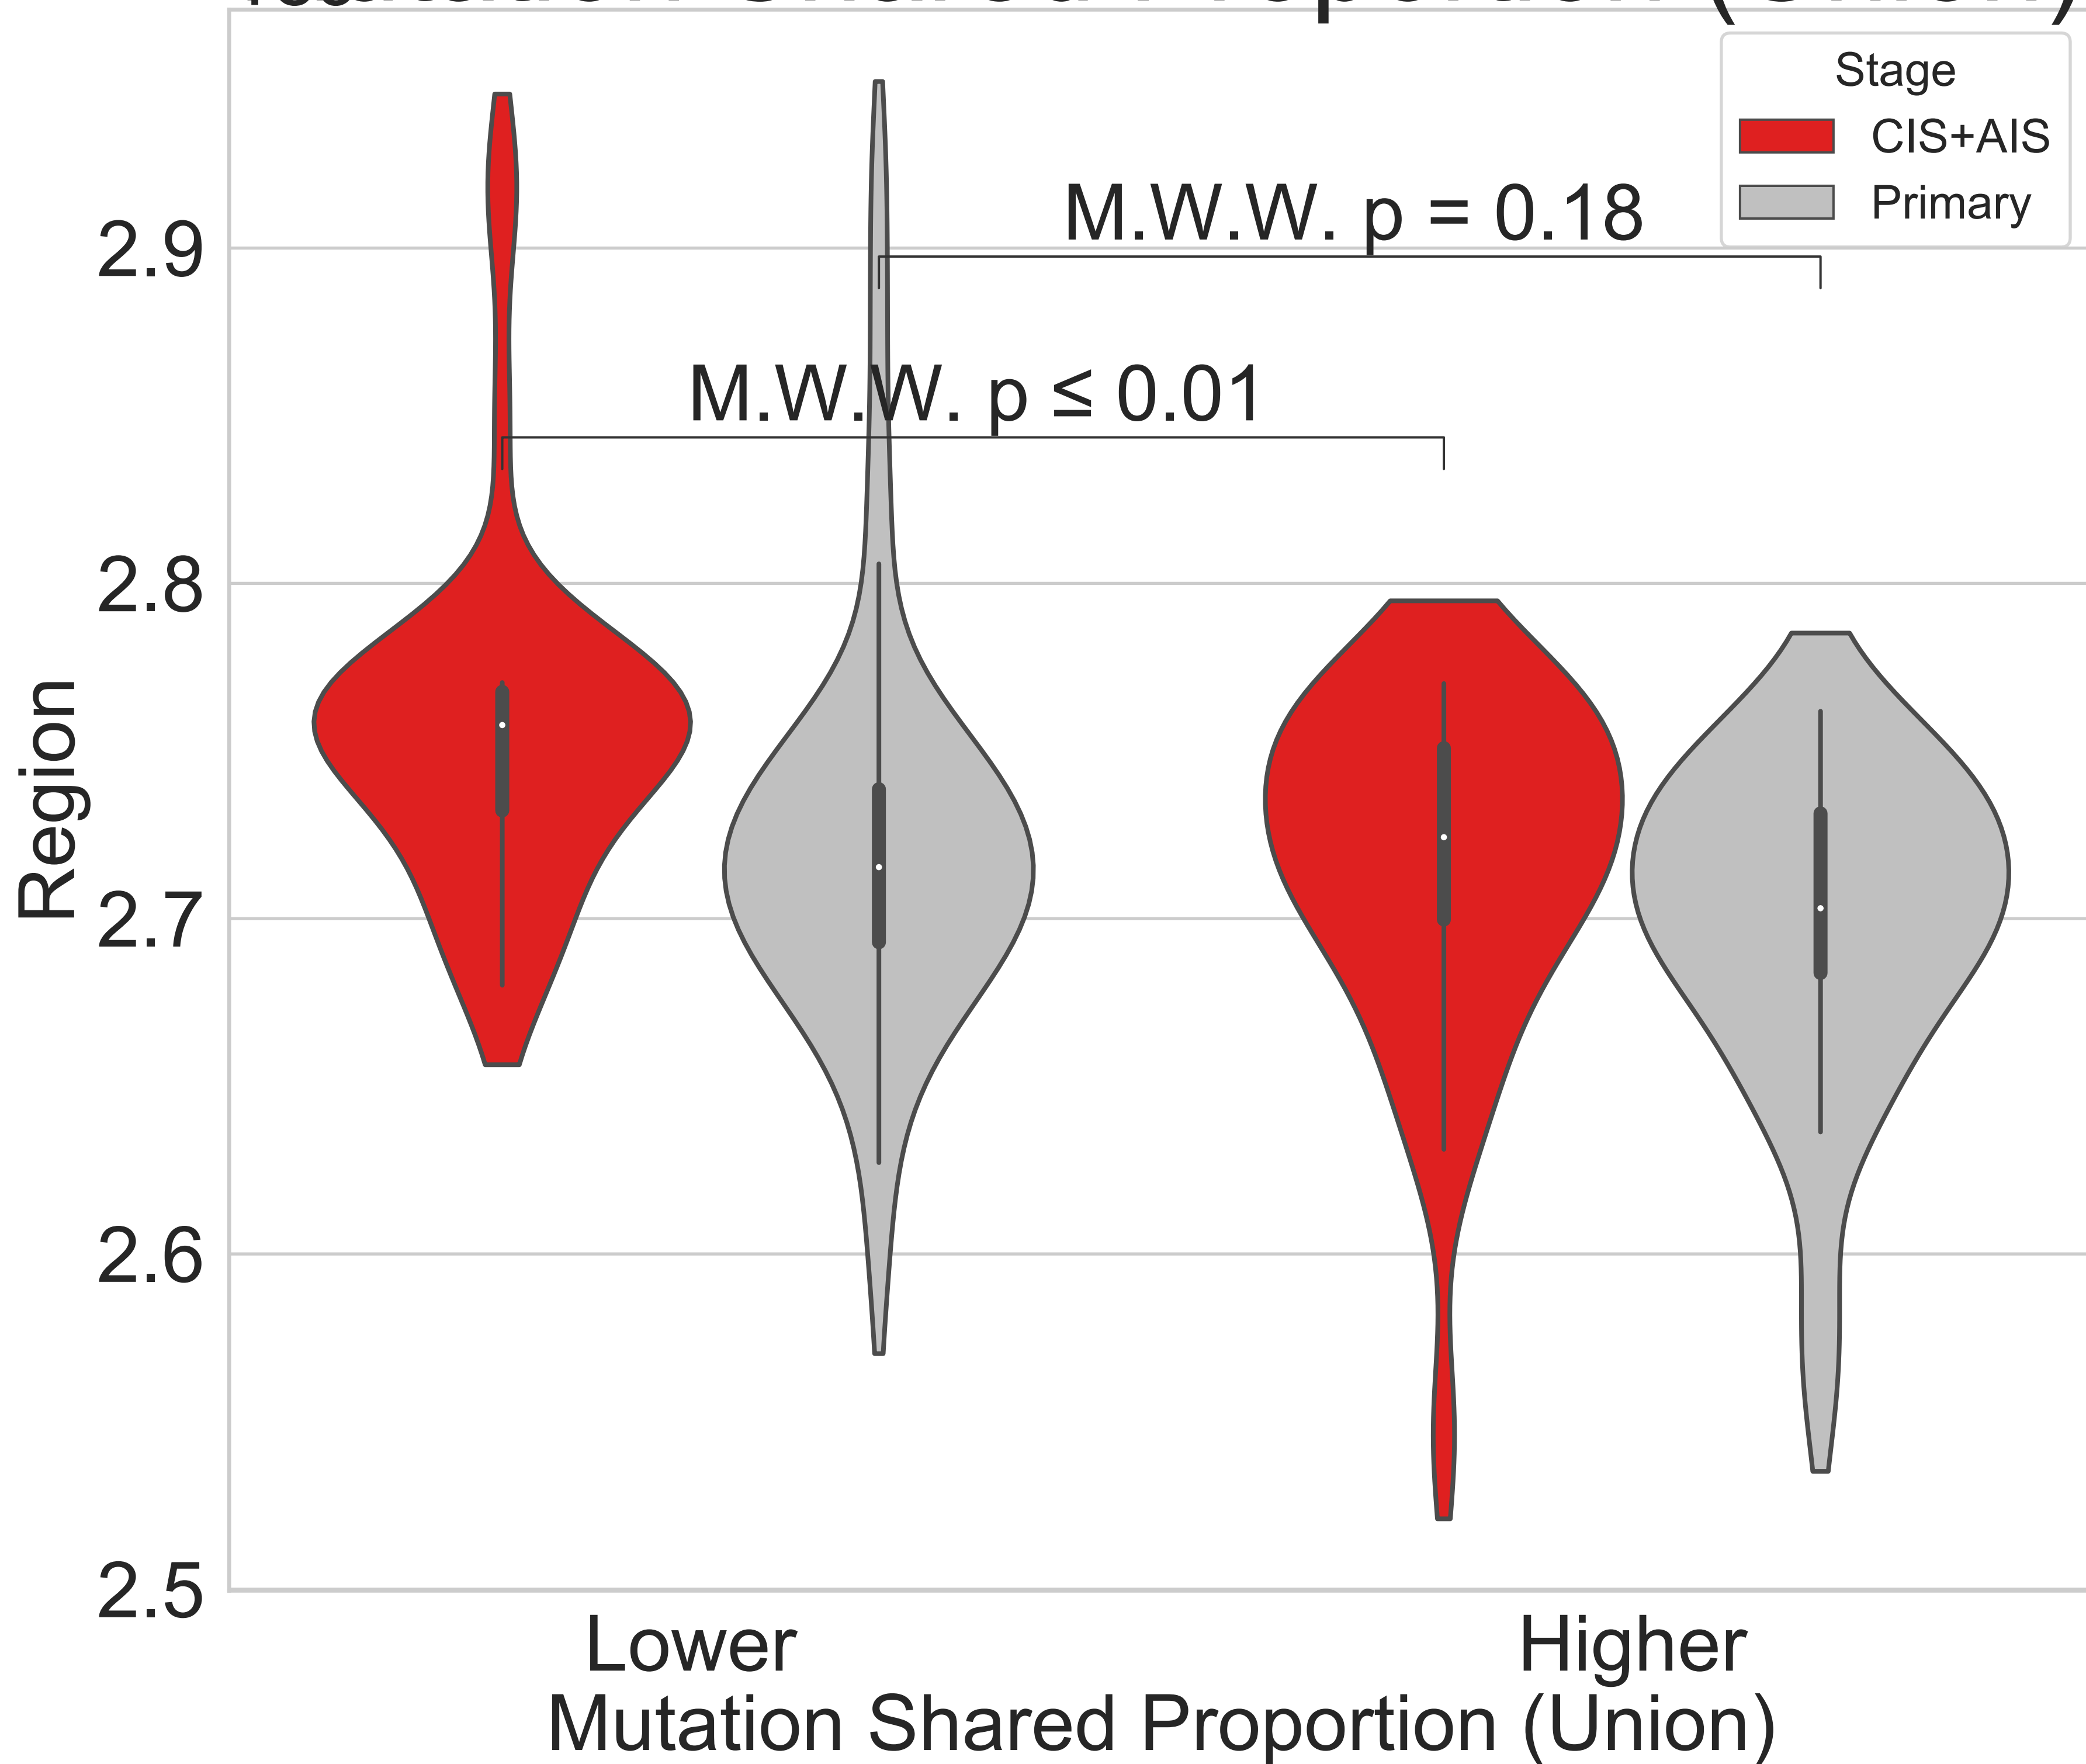 Stage
CIS+AIS
Primary
M.W.W. p = 0.18
M.W.W. p ≤ 0.01
2.9
2.8
2.7
2.6
2.5
Region
Lower
Higher
Mutation Shared Proportion (Union)